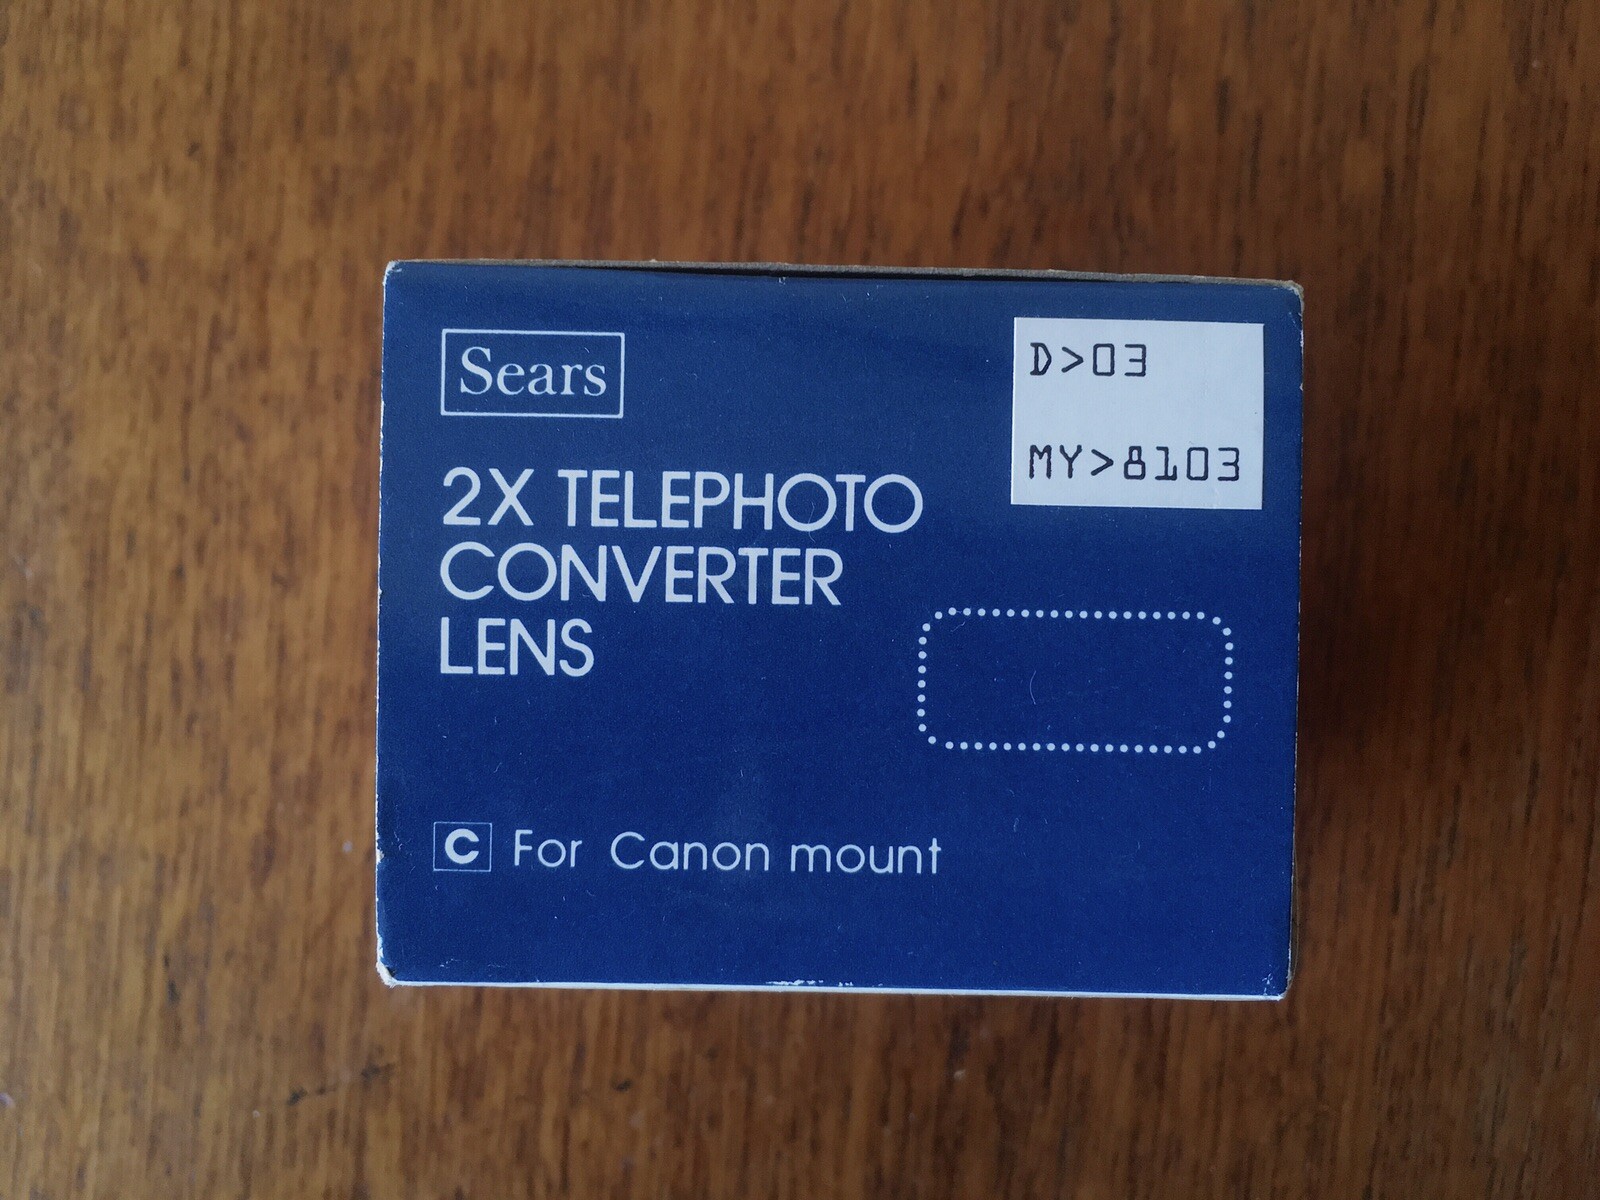 Sears
D>03
MY>8103
2X TELEPHOTO
CONVERTER
LENS
C For Canon mount